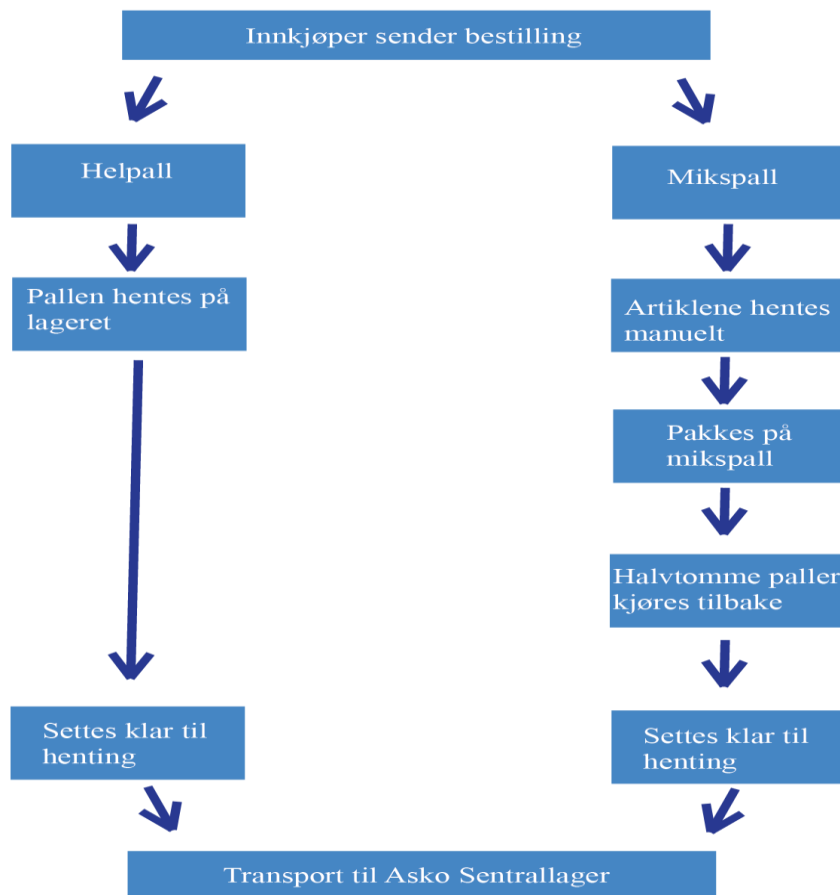 Innkjøper sender bestilling
Helpall
Mikspall
Pallen hentes på
lageret
Artiklene hentes
manuelt
Pakkes på
mikspall
Halvtomme paller
kjøres tilbake
Settes klar til
henting
Settes klar til
henting
Transport til Asko Sentrallager